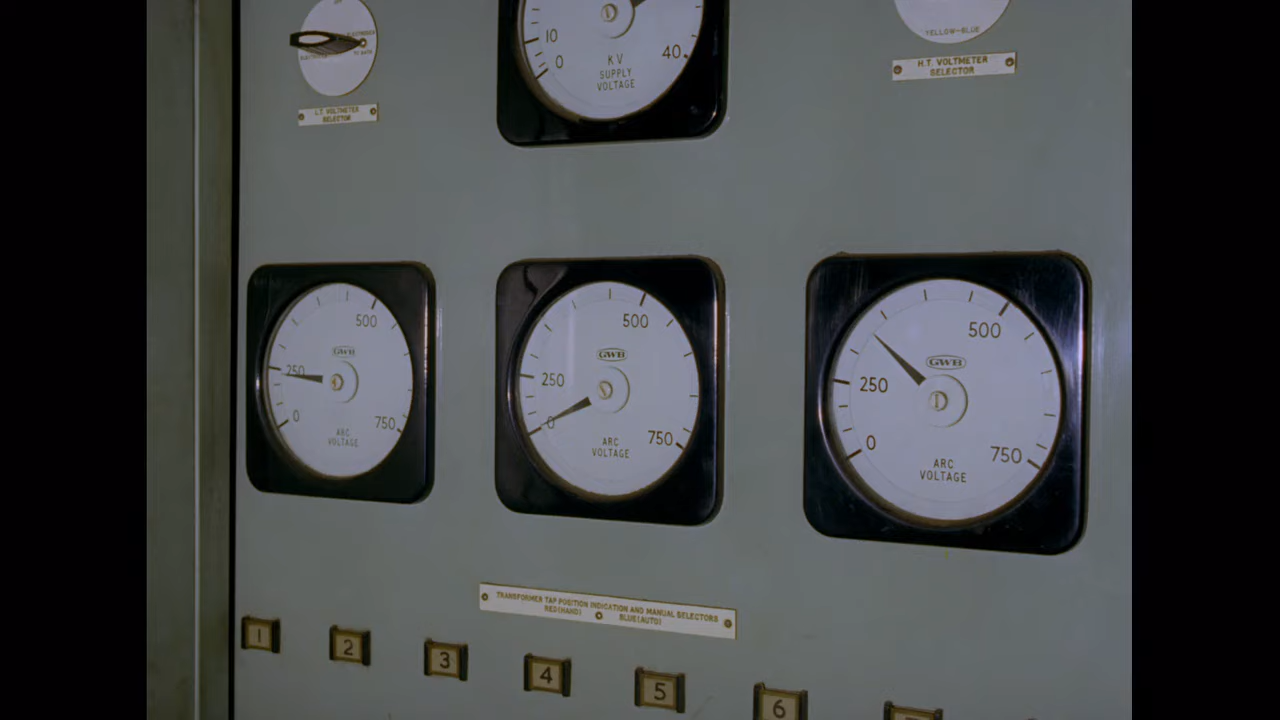 YELLOW-BLUE
H.T. VOLTMETER
SELECTOR
L.T. VOLTMETER
SELECTOR
10
0
40
KV
SUPPLY
VOLTAGE
500
GWB
250
0
750
ARC
VOLTAGE
500
GWB
250
0
750
ARC
VOLTAGE
500
GWB
250
0
750
ARC
VOLTAGE
TRANSFORMER TAP POSITION INDICATION AND MANUAL SELECTORS
RED(HAND) BLUE(AUTO)
1
2
3
4
5
6